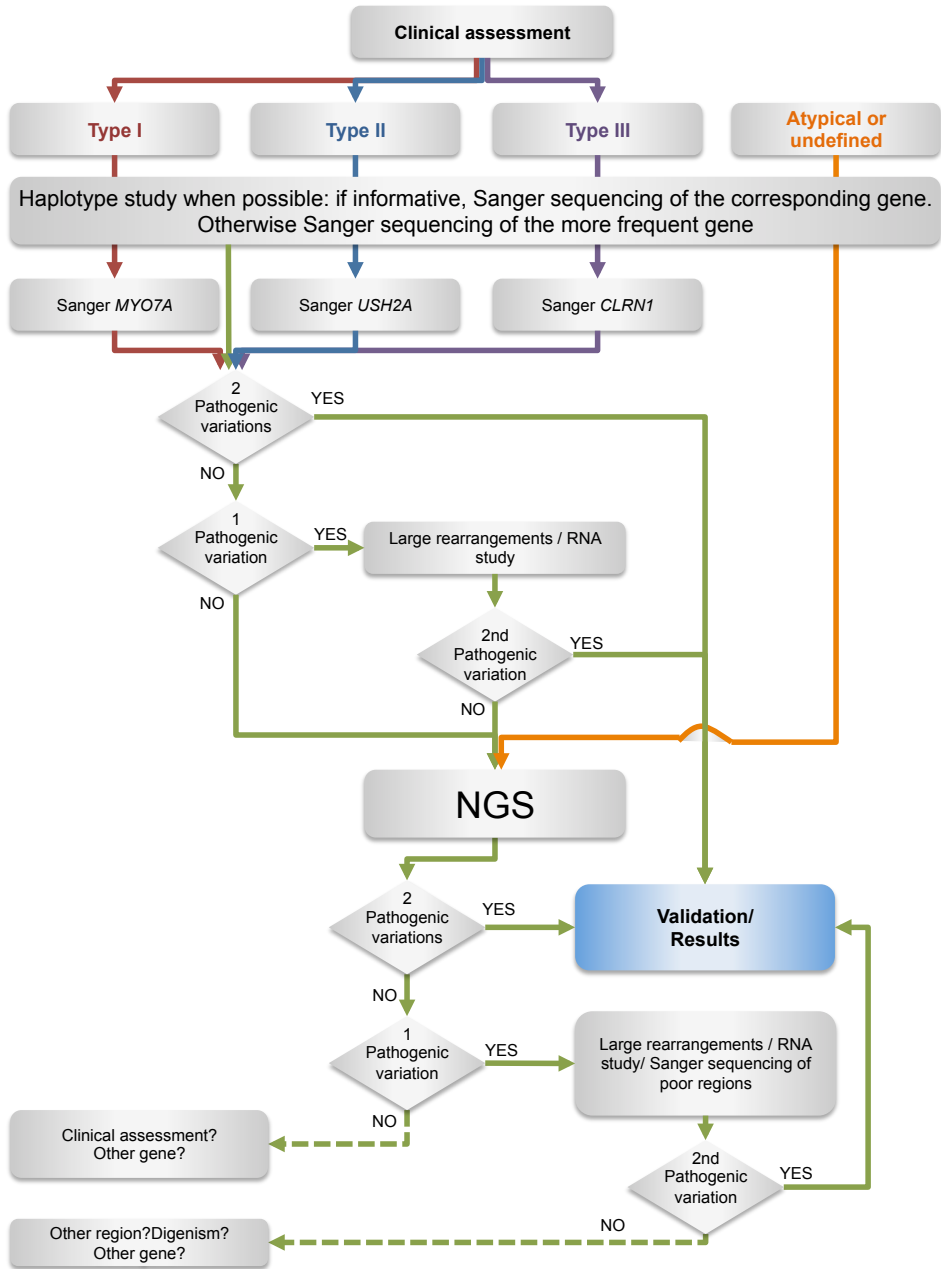 Clinical assessment
Type I
Type II
Type III
Atypical or
undefined
Haplotype study when possible: if informative, Sanger sequencing of the corresponding gene.
Otherwise Sanger sequencing of the more frequent gene
Sanger MYO7A
Sanger USH2A
Sanger CLRN1
2
Pathogenic
variations
YES
NO
1
Pathogenic
variation
YES
Large rearrangements / RNA
study
NO
2nd
Pathogenic
variation
YES
NO
NGS
2
Pathogenic
variations
YES
Validation/
Results
NO
1
Pathogenic
variation
YES
Large rearrangements / RNA
study/ Sanger sequencing of
poor regions
NO
Clinical assessment?
Other gene?
2nd
Pathogenic
variation
YES
NO
Other region?Digenism?
Other gene?